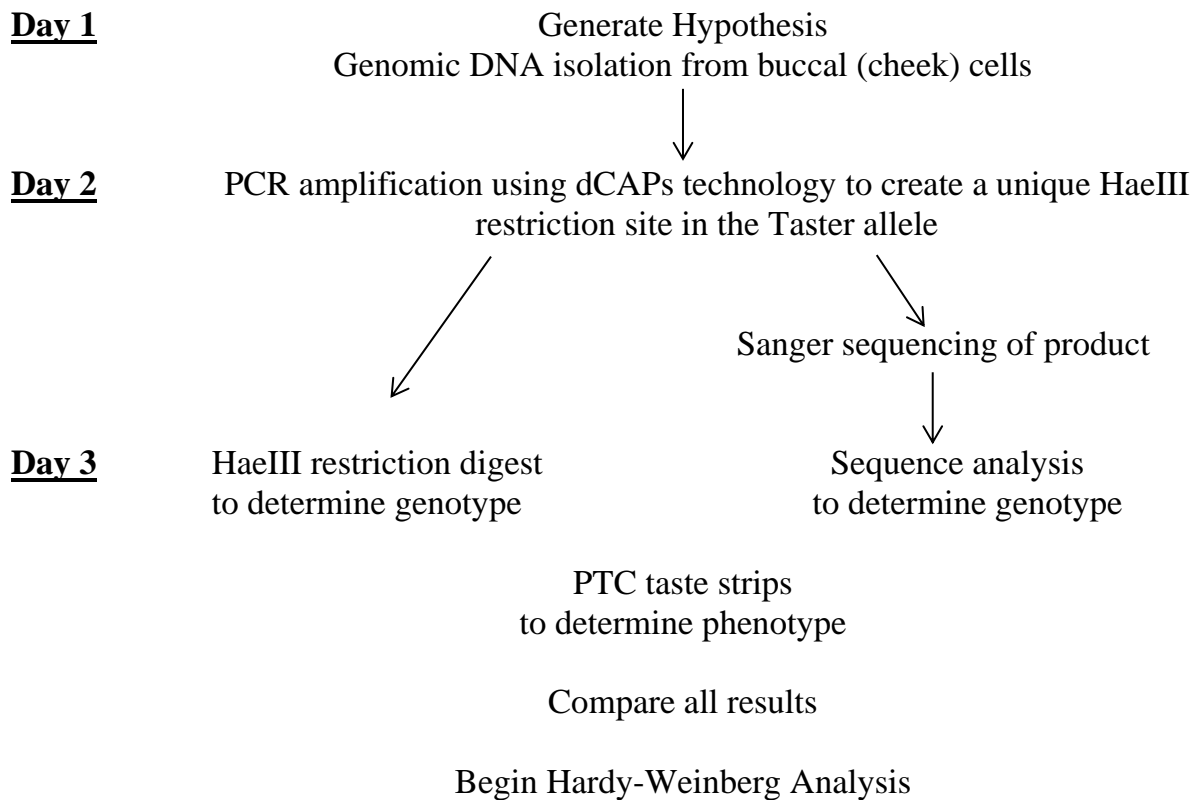 Day 1 Generate Hypothesis
Genomic DNA isolation from buccal (cheek) cells
Day 2 PCR amplification using dCAPs technology to create a unique HaeIII
restriction site in the Taster allele
Sanger sequencing of product
Day 3 HaeIII restriction digest Sequence analysis
to determine genotype to determine genotype
PTC taste strips
to determine phenotype
Compare all results
Begin Hardy-Weinberg Analysis